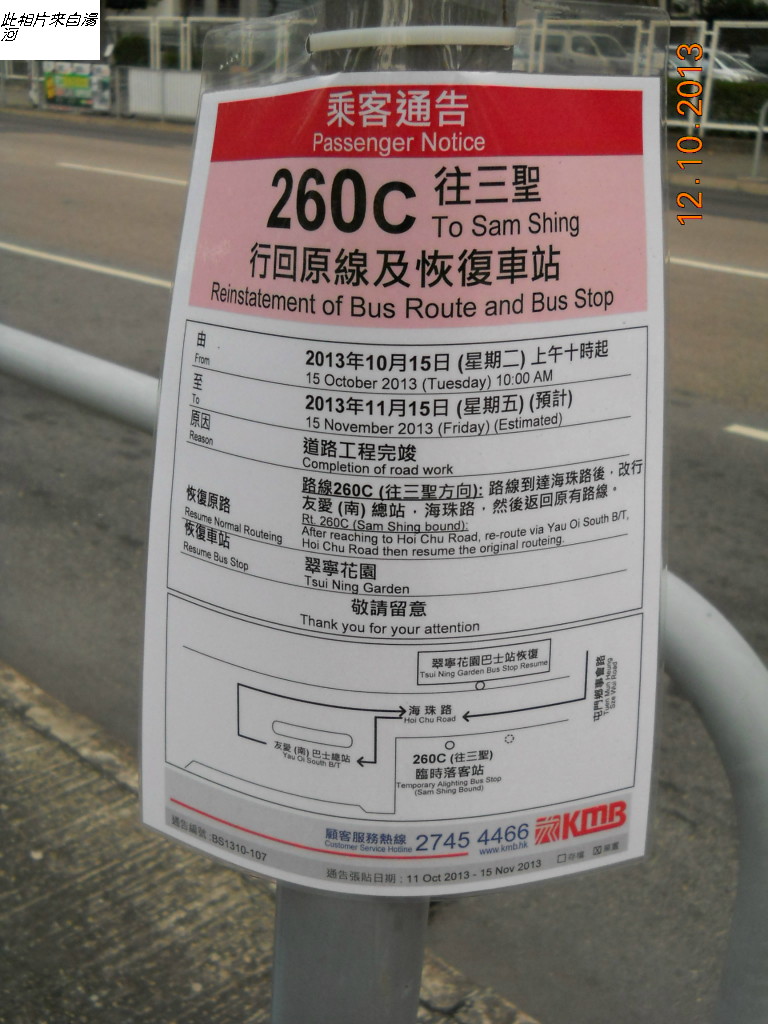 此相片來自湯
河
12.10.2013
乘客通告
Passenger Notice
260C 往三聖
To Sam Shing
行回原線及恢復車站
Reinstatement of Bus Route and Bus Stop
由
From
2013年10月15日 (星期二) 上午十時起
15 October 2013 (Tuesday) 10:00 AM
至
To
2013年11月15日 (星期五) (預計)
15 November 2013 (Friday) (Estimated)
原因
Reason
道路工程完竣
Completion of road work
恢復原路
Resume Normal Routeing
路線260C (往三聖方向): 路線到達海珠路後，改行
友愛 (南) 總站，海珠路，然後返回原有路線。
Rt. 260C (Sam Shing bound):
After reaching to Hoi Chu Road, re-route via Yau Oi South B/T,
Hoi Chu Road then resume the original routeing.
恢復車站
Resume Bus Stop
翠寧花園
Tsui Ning Garden
敬請留意
Thank you for your attention
翠寧花園巴士站恢復
Tsui Ning Garden Bus Stop Resume
屯門鄉事會路
Tuen Mun Heung
Sze Wui Road
海珠路
Hoi Chu Road
友愛 (南) 巴士總站
Yau Oi South B/T
260C (往三聖)
臨時落客站
Temporary Alighting Bus Stop
(Sam Shing Bound)
顧客服務熱線 2745 4466
Customer Service Hotline
www.kmb.hk
KMB
通告編號 :BS1310-107
通告張貼日期 : 11 Oct 2013 - 15 Nov 2013